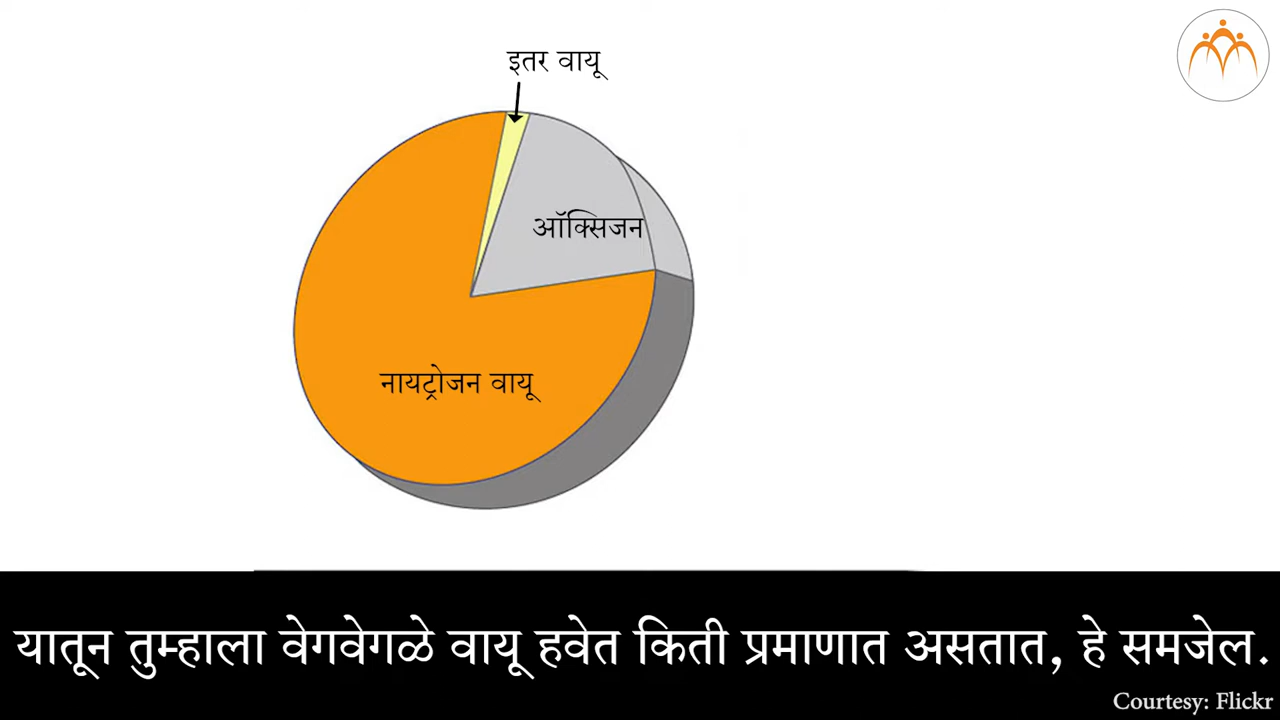 इतर वायू
ऑक्सिजन
नायट्रोजन वायू
यातून तुम्हाला वेगवेगळे वायू हवेत किती प्रमाणात असतात, हे समजेल.
Courtesy: Flickr